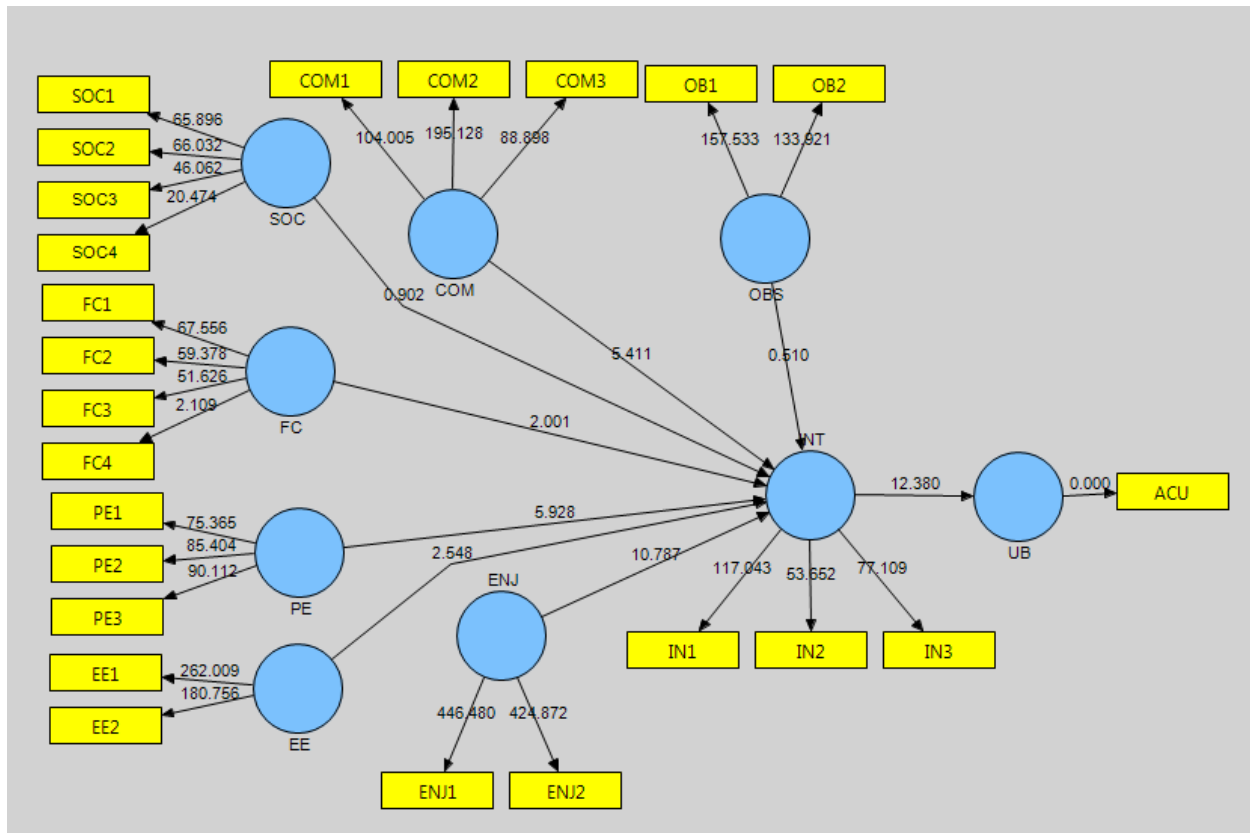 COM1
COM2
COM3
OB1
OB2
SOC1
SOC2
SOC3
SOC4
65.896
66.032
46.062
20.474
SOC
104.005
195.128
88.898
COM
157.533
133.921
OBS
0.902
5.411
0.510
FC1
FC2
FC3
FC4
67.556
59.378
51.626
2.109
FC
2.001
INT
12.380
UB
0.000
ACU
PE1
PE2
PE3
75.365
85.404
90.112
PE
5.928
2.548
10.787
ENJ
117.043
53.652
77.109
IN1
IN2
IN3
EE1
EE2
262.009
180.756
EE
446.480
424.872
ENJ1
ENJ2